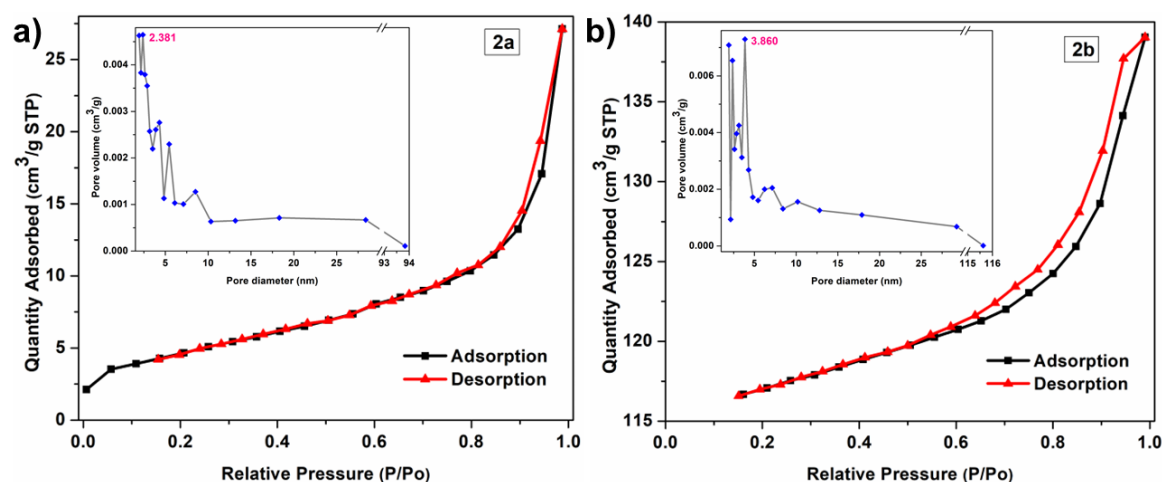 a)
2a
Quantity Adsorbed (cm³/g STP)
25
20
15
10
5
0
0.0 0.2 0.4 0.6 0.8 1.0
Relative Pressure (P/Po)
Adsorption
Desorption
2.381
Pore volume (cm³/g)
0.004
0.003
0.002
0.001
0.000
5 10 15 20 25 93 94
Pore diameter (nm)
b)
2b
Quantity Adsorbed (cm³/g STP)
140
135
130
125
120
115
0.0 0.2 0.4 0.6 0.8 1.0
Relative Pressure (P/Po)
Adsorption
Desorption
3.860
Pore volume (cm³/g)
0.006
0.004
0.002
0.000
5 10 15 20 25 115 116
Pore diameter (nm)